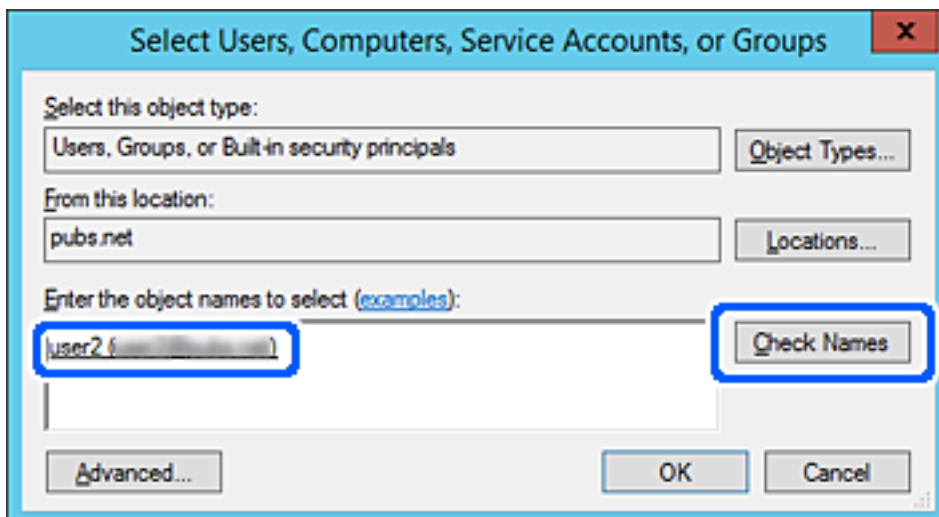 Select Users, Computers, Service Accounts, or Groups
x
Select this object type:
Users, Groups, or Built-in security principals
Object Types...
From this location:
pubs.net
Locations...
Enter the object names to select (examples):
user2 ( )
Check Names
Advanced...
OK
Cancel